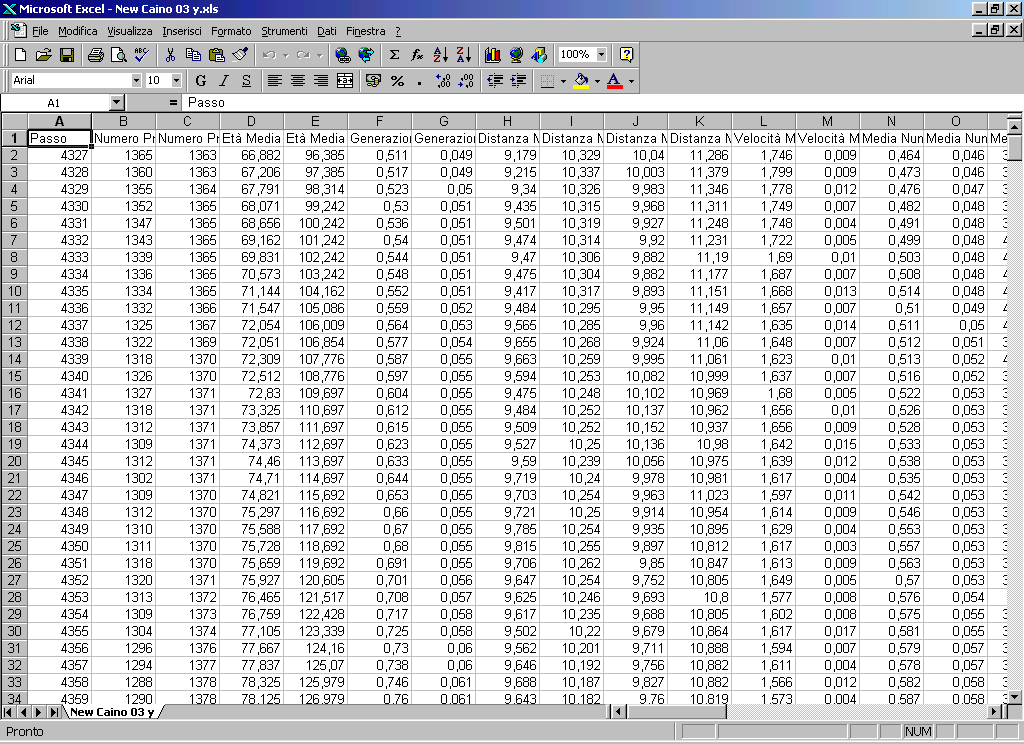 Microsoft Excel - New Caino 03 y.xls
File Modifica Visualizza Inserisci Formato Strumenti Dati Finestra ?
100%
Arial 10 G C S
A1 = Passo
A B C D E F G H I J K L M N O
1 Passo Numero Pr Numero Pr Età Media Età Media Generazior Generazior Distanza M Distanza M Distanza M Distanza M Velocità M Velocità M Media Nun Media Nun Me
2 4327 1365 1363 66,882 96,385 0,511 0,049 9,179 10,329 10,04 11,286 1,746 0,009 0,464 0,046
3 4328 1360 1363 67,206 97,385 0,517 0,049 9,215 10,337 10,003 11,379 1,799 0,009 0,473 0,046
4 4329 1355 1364 67,791 98,314 0,523 0,05 9,34 10,326 9,983 11,346 1,778 0,012 0,476 0,047
5 4330 1352 1365 68,071 99,242 0,53 0,051 9,435 10,315 9,968 11,311 1,749 0,007 0,482 0,048
6 4331 1347 1365 68,656 100,242 0,536 0,051 9,501 10,319 9,927 11,248 1,748 0,004 0,491 0,048
7 4332 1343 1365 69,162 101,242 0,54 0,051 9,474 10,314 9,92 11,231 1,722 0,005 0,499 0,048
8 4333 1339 1365 69,831 102,242 0,544 0,051 9,47 10,306 9,882 11,19 1,69 0,01 0,503 0,048
9 4334 1336 1365 70,573 103,242 0,548 0,051 9,475 10,304 9,882 11,177 1,687 0,007 0,508 0,048
10 4335 1334 1365 71,144 104,162 0,552 0,051 9,417 10,317 9,893 11,151 1,668 0,013 0,514 0,048
11 4336 1332 1366 71,547 105,086 0,559 0,052 9,484 10,295 9,95 11,149 1,657 0,007 0,51 0,049
12 4337 1325 1367 72,054 106,009 0,564 0,053 9,565 10,285 9,96 11,142 1,635 0,014 0,511 0,05
13 4338 1322 1369 72,051 106,854 0,577 0,054 9,655 10,268 9,924 11,06 1,648 0,007 0,512 0,051
14 4339 1318 1370 72,309 107,776 0,587 0,055 9,663 10,259 9,995 11,061 1,623 0,01 0,513 0,052
15 4340 1326 1370 72,512 108,776 0,597 0,055 9,594 10,253 10,082 10,999 1,637 0,007 0,516 0,052
16 4341 1327 1371 72,83 109,697 0,604 0,055 9,475 10,248 10,102 10,969 1,68 0,005 0,522 0,053
17 4342 1318 1371 73,325 110,697 0,612 0,055 9,484 10,252 10,137 10,962 1,656 0,01 0,526 0,053
18 4343 1312 1371 73,857 111,697 0,615 0,055 9,509 10,252 10,152 10,937 1,656 0,009 0,528 0,053
19 4344 1309 1371 74,373 112,697 0,623 0,055 9,527 10,25 10,136 10,98 1,642 0,015 0,533 0,053
20 4345 1312 1371 74,46 113,697 0,633 0,055 9,59 10,239 10,056 10,975 1,639 0,012 0,538 0,053
21 4346 1302 1371 74,71 114,697 0,644 0,055 9,719 10,24 9,978 10,981 1,617 0,004 0,535 0,053
22 4347 1309 1370 74,821 115,692 0,653 0,055 9,703 10,254 9,963 11,023 1,597 0,011 0,542 0,053
23 4348 1312 1370 75,297 116,692 0,66 0,055 9,721 10,25 9,914 10,954 1,614 0,009 0,546 0,053
24 4349 1310 1370 75,588 117,692 0,67 0,055 9,785 10,254 9,935 10,895 1,629 0,004 0,553 0,053
25 4350 1311 1370 75,728 118,692 0,68 0,055 9,815 10,255 9,897 10,812 1,617 0,003 0,557 0,053
26 4351 1318 1370 75,659 119,692 0,691 0,055 9,706 10,262 9,85 10,847 1,613 0,009 0,563 0,053
27 4352 1320 1371 75,927 120,605 0,701 0,056 9,647 10,254 9,752 10,805 1,649 0,005 0,57 0,053
28 4353 1313 1372 76,465 121,517 0,708 0,057 9,625 10,246 9,693 10,8 1,577 0,008 0,576 0,054
29 4354 1309 1373 76,759 122,428 0,717 0,058 9,617 10,235 9,688 10,805 1,602 0,008 0,575 0,055
30 4355 1304 1374 77,105 123,339 0,725 0,058 9,502 10,22 9,679 10,864 1,617 0,017 0,581 0,055
31 4356 1296 1376 77,667 124,16 0,73 0,06 9,562 10,201 9,711 10,888 1,594 0,007 0,579 0,057
32 4357 1294 1377 77,837 125,07 0,738 0,06 9,646 10,192 9,756 10,882 1,611 0,004 0,578 0,057
33 4358 1288 1378 78,325 125,979 0,746 0,061 9,688 10,187 9,827 10,882 1,566 0,012 0,582 0,058
34 4359 1290 1378 78,125 126,979 0,76 0,061 9,643 10,182 9,76 10,819 1,573 0,004 0,587 0,058
New Caino 03 y
Pronto NUM